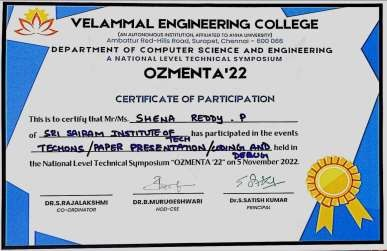 VELAMMAL ENGINEERING COLLEGE
(AN AUTONOMOUS INSTITUTION, AFFILIATED TO ANNA UNIVERSITY)
Ambattur Red-Hills Road, Surapet, Chennai - 600 066
DEPARTMENT OF COMPUTER SCIENCE AND ENGINEERING
A NATIONAL LEVEL TECHNICAL SYMPOSIUM
OZMENTA'22
CERTIFICATE OF PARTICIPATION
This is to certify that Mr/Ms. SHENA REDDY. P
of SRI SAIRAM INSTITUTE OF TECH has participated in the events
TECHONS/PAPER PRESENTATION/CODING AND DEBUG held in
the National Level Technical Symposium "OZMENTA'22" on 5 November 2022.
DR.S.RAJALAKSHMI Dr.B.MURUGESHWARI Dr.S.SATISH KUMAR
CO-ORDINATOR HOD-CSE PRINCIPAL